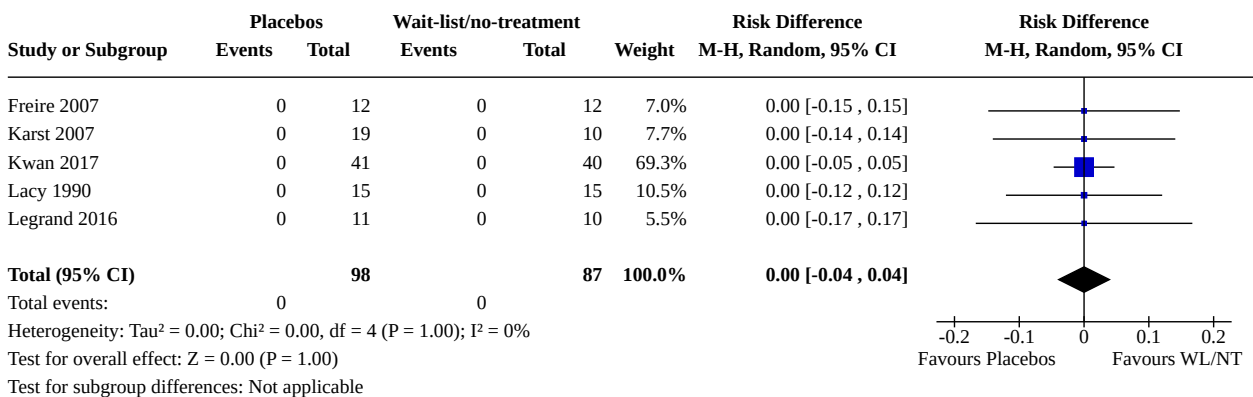 Placebos Wait-list/no-treatment Risk Difference Risk Difference
Study or Subgroup Events Total Events Total Weight M-H, Random, 95% CI M-H, Random, 95% CI
Freire 2007 0 12 0 12 7.0% 0.00 [-0.15 , 0.15]
Karst 2007 0 19 0 10 7.7% 0.00 [-0.14 , 0.14]
Kwan 2017 0 41 0 40 69.3% 0.00 [-0.05 , 0.05]
Lacy 1990 0 15 0 15 10.5% 0.00 [-0.12 , 0.12]
Legrand 2016 0 11 0 10 5.5% 0.00 [-0.17 , 0.17]
Total (95% CI) 98 87 100.0% 0.00 [-0.04 , 0.04]
Total events: 0 0
Heterogeneity: Tau² = 0.00; Chi² = 0.00, df = 4 (P = 1.00); I² = 0%
Test for overall effect: Z = 0.00 (P = 1.00)
Test for subgroup differences: Not applicable
-0.2 -0.1 0 0.1 0.2
Favours Placebo Favours WL/NT